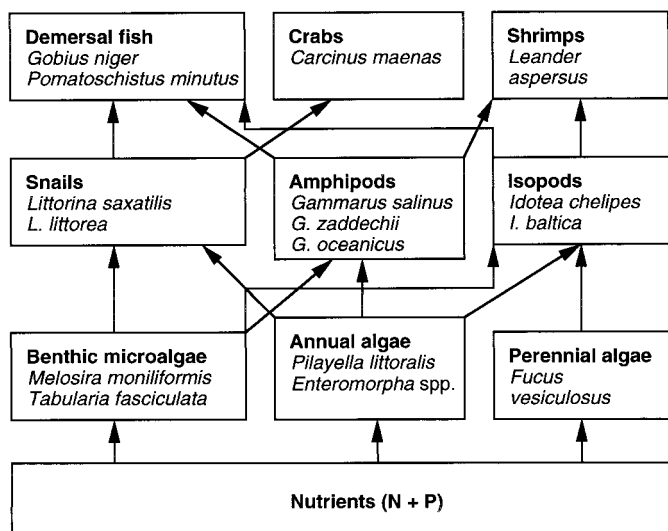 Demersal fish
Gobius niger
Pomatoschistus minutus
Crabs
Carcinus maenas
Shrimps
Leander
aspersus
Snails
Littorina saxatilis
L. littorea
Amphipods
Gammarus salinus
G. zaddechii
G. oceanicus
Isopods
Idotea chelipes
I. baltica
Benthic microalgae
Melosira moniliformis
Tabularia fasciculata
Annual algae
Pilayella littoralis
Enteromorpha spp.
Perennial algae
Fucus
vesiculosus
Nutrients (N + P)